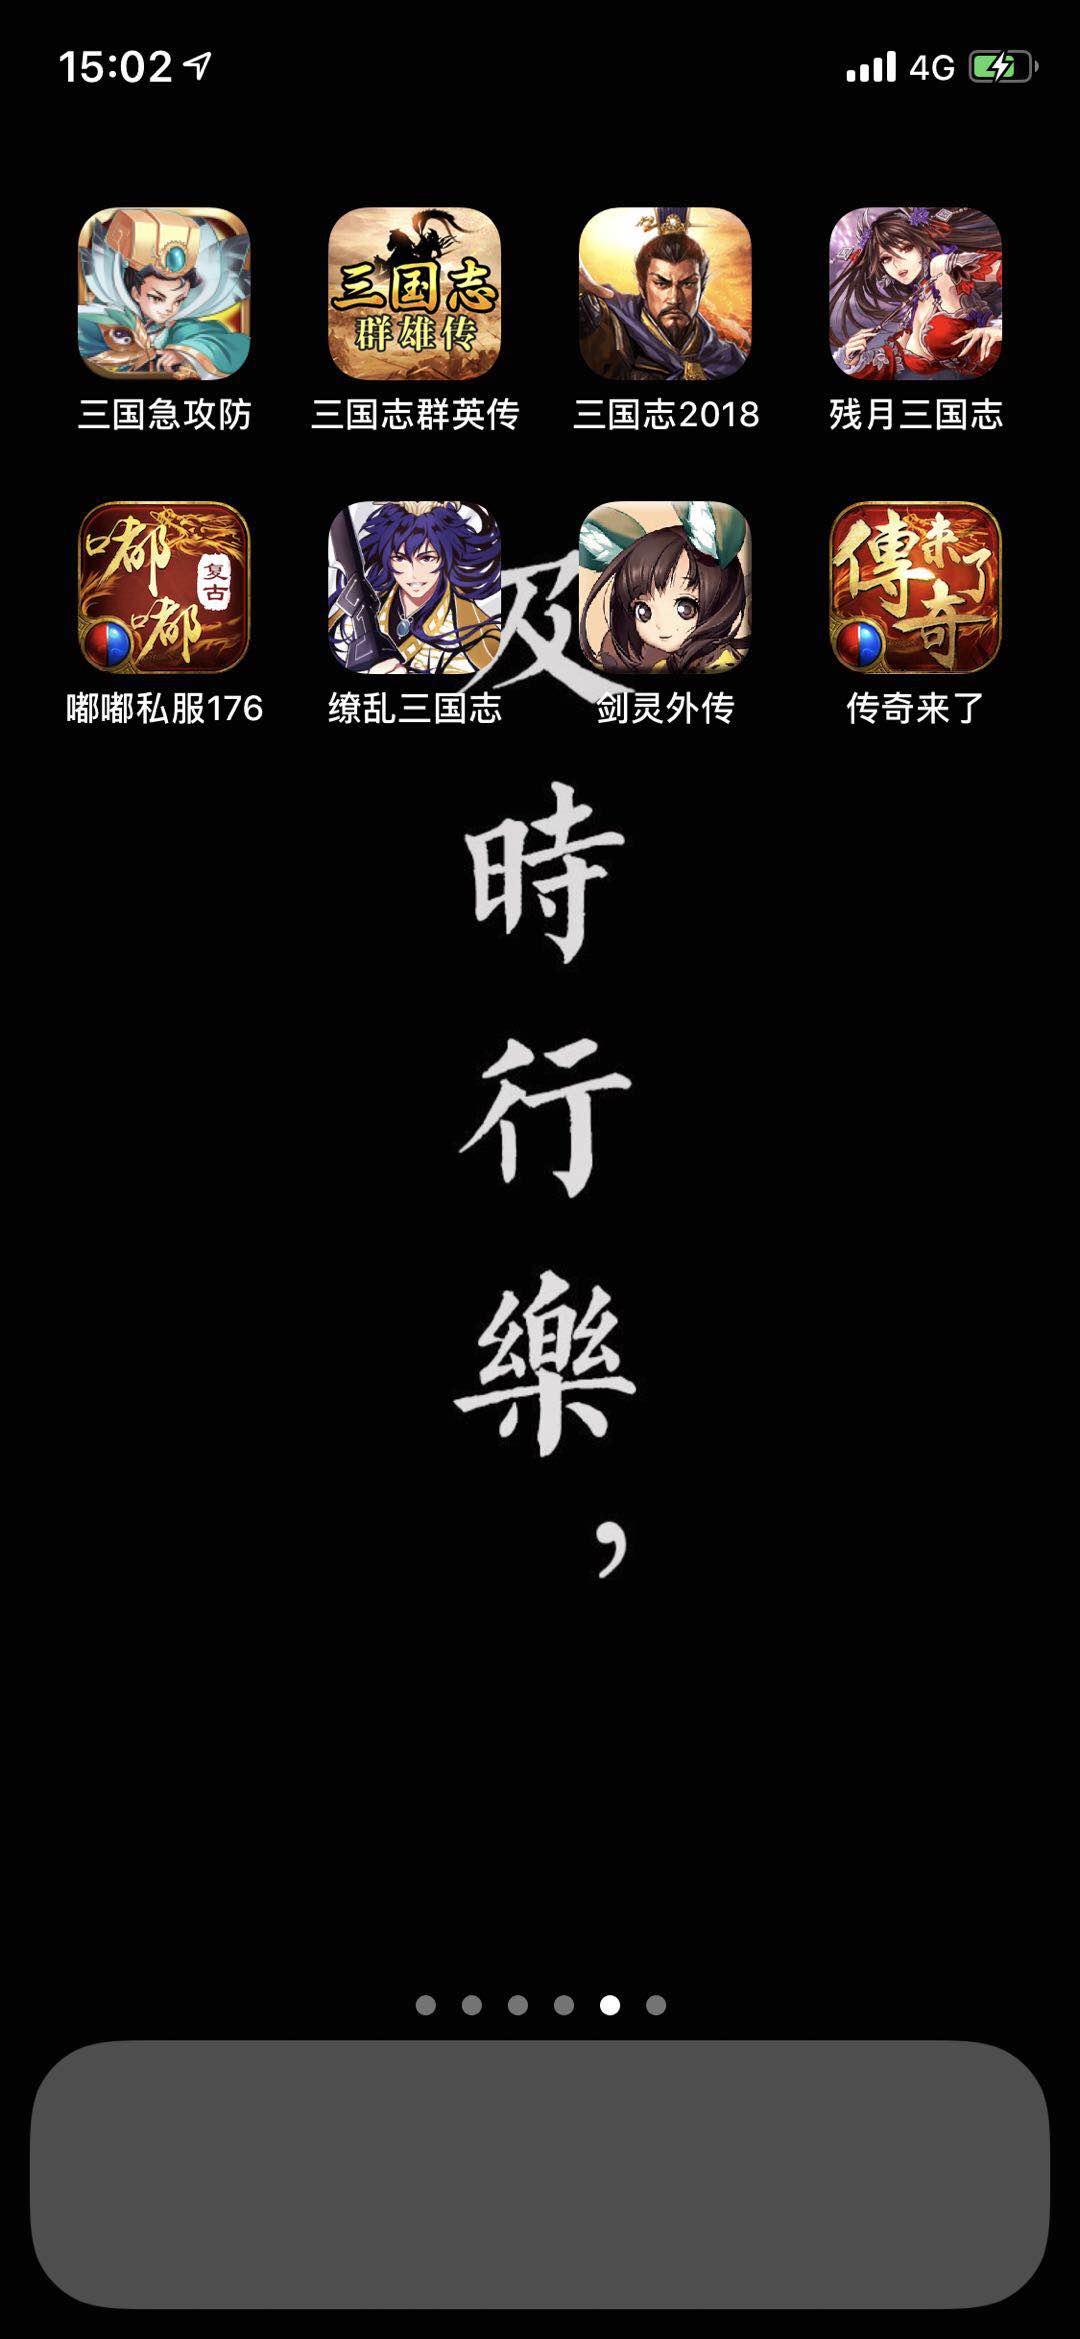 15:02
4G
三国志
群雄传
三国急攻防
三国志群英传
三国志2018
残月三国志
嘟
嘟
复古
傳奇
来了
嘟嘟私服176
缭乱三国志
剑灵外传
传奇来了
及
時
行
樂
，